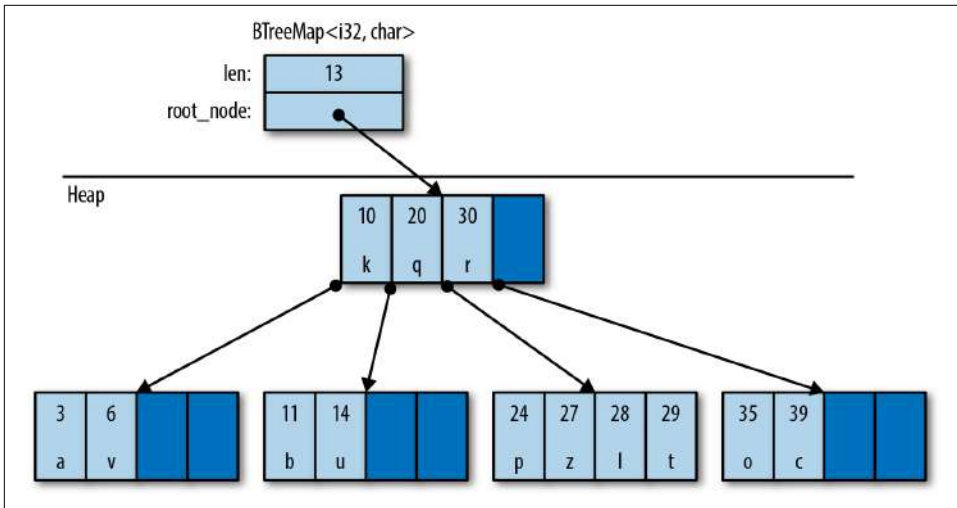 BTreeMap<i32, char>
len: 13
root_node:
Heap
10 20 30
k q r
3 6 11 14 24 27 28 29 35 39
a v b u p z l t o c